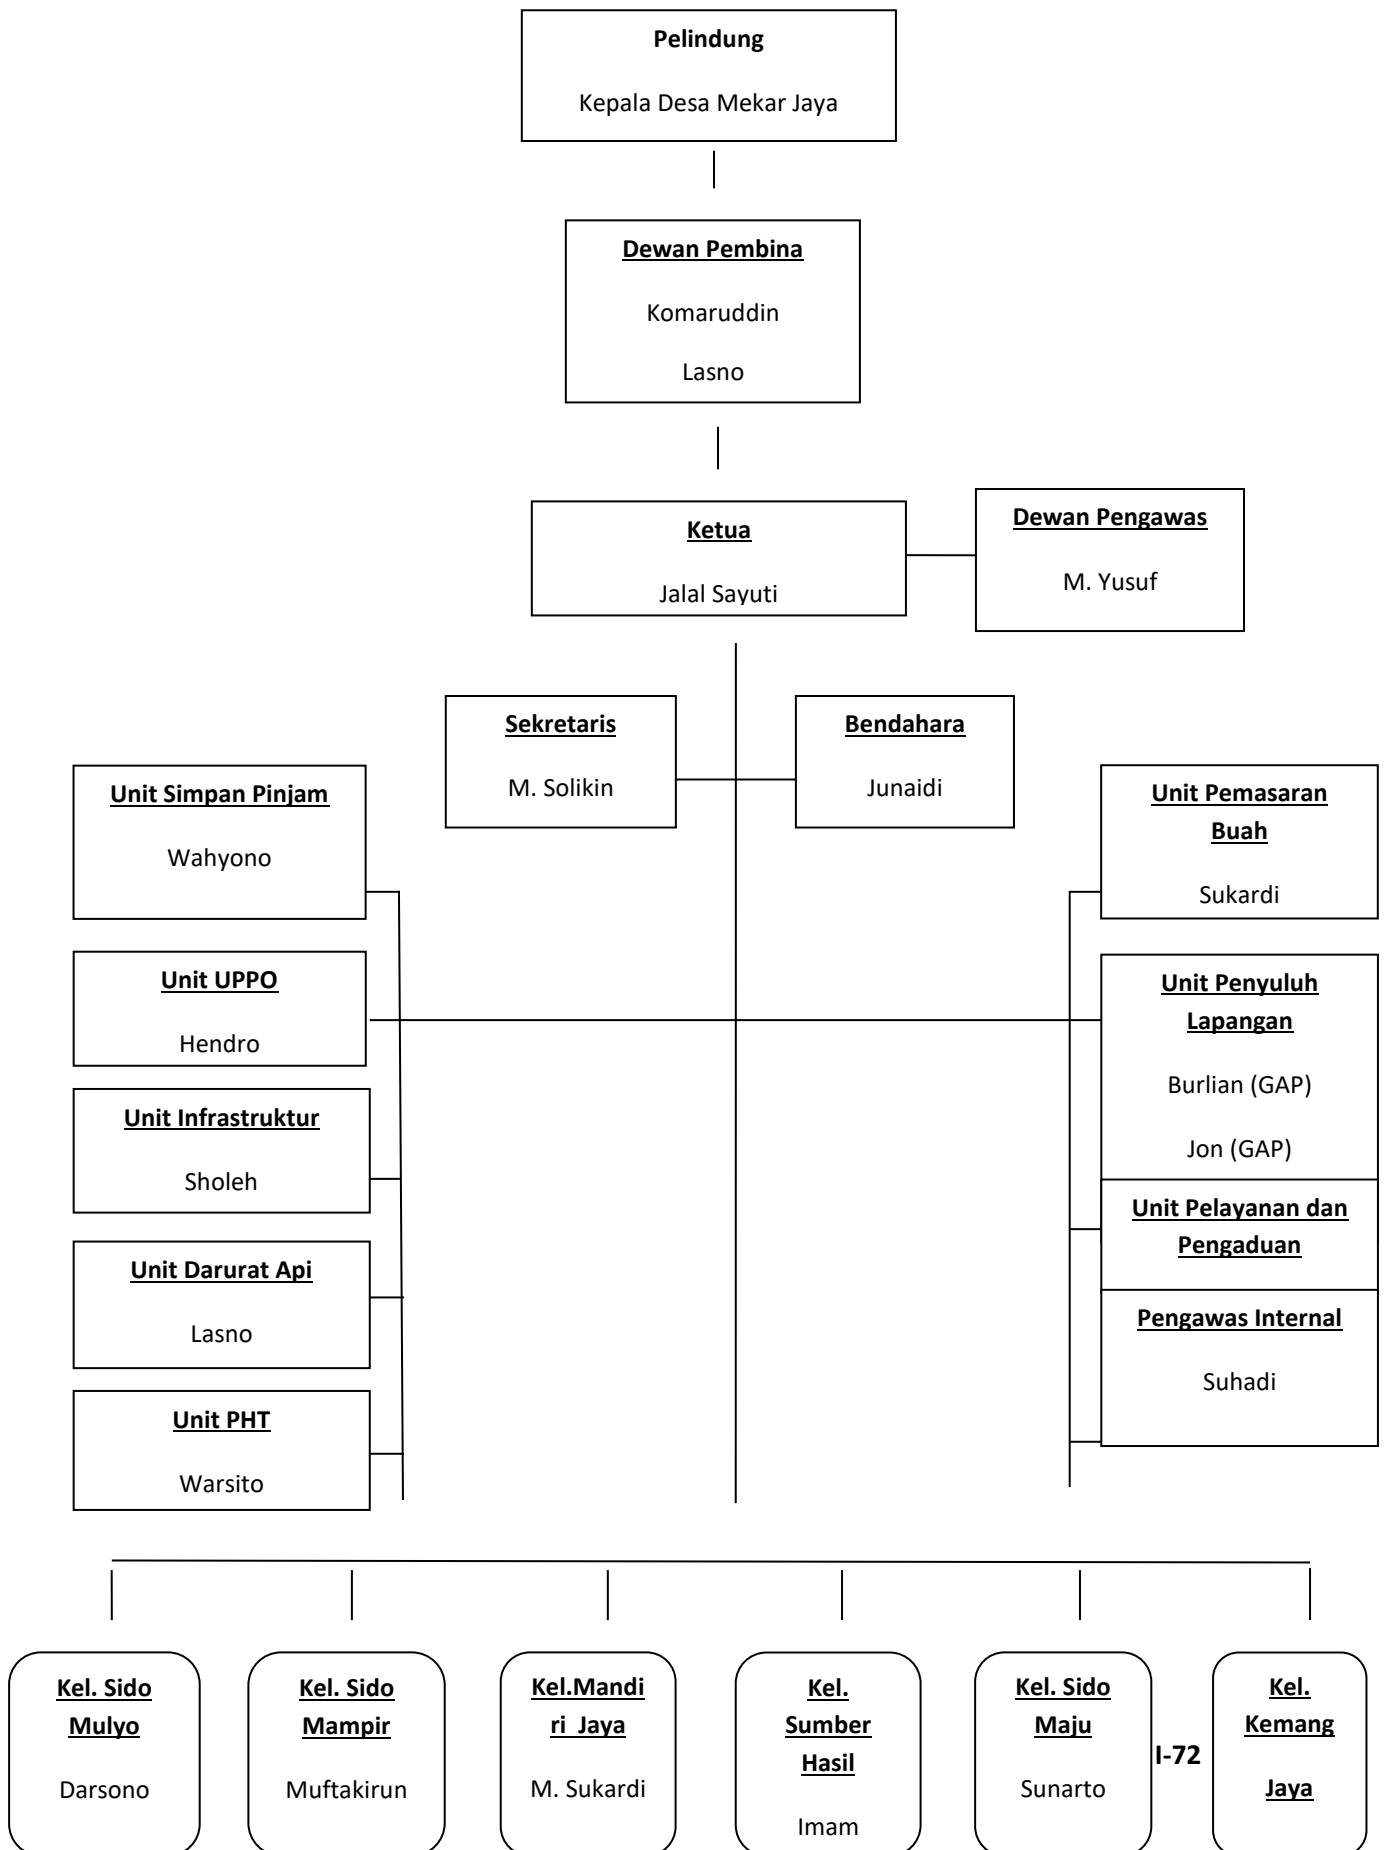 Pelindung
Kepala Desa Mekar Jaya
Dewan Pembina
Komaruddin
Lasno
Ketua
Jalal Sayuti
Dewan Pengawas
M. Yusuf
Sekretaris
M. Solikin
Bendahara
Junaidi
Unit Simpan Pinjam
Wahyono
Unit Pemasaran
Buah
Sukardi
Unit UPPO
Hendro
Unit Penyuluh
Lapangan
Burlian (GAP)
Jon (GAP)
Unit Infrastruktur
Sholeh
Unit Pelayanan dan
Pengaduan
Unit Darurat Api
Lasno
Pengawas Internal
Suhadi
Unit PHT
Warsito
Kel. Sido
Mulyo
Darsono
Kel. Sido
Mampir
Muftakirun
Kel.Mandi
ri Jaya
M. Sukardi
Kel.
Sumber
Hasil
Imam
Kel. Sido
Maju
Sunarto
I-72
Kel.
Kemang
Jaya